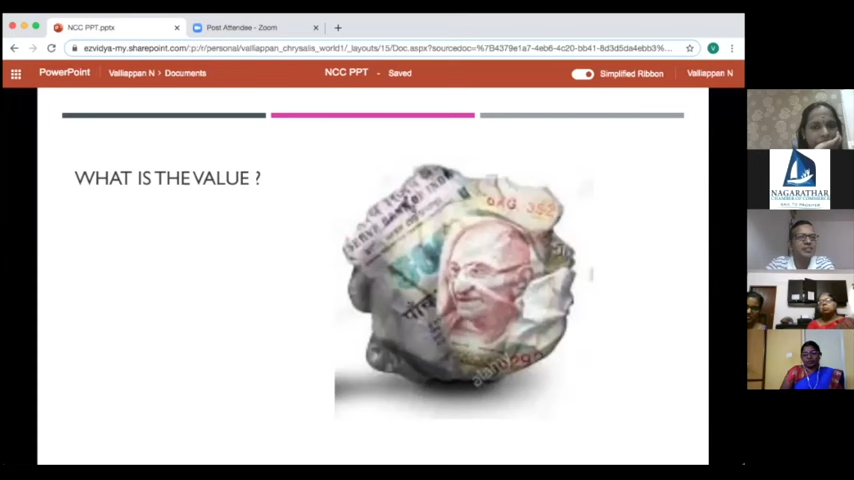 NCC PPT.pptx
Post Attendee - Zoom
ezvidya-my.sharepoint.com/:p:/r/personal/valliappan_chrysalis_world1/_layouts/15/Doc.aspx?sourcedoc=%7B4379e1a7-4eb6-4c20-bb41-8d3d5da4ebb3%...
V
PowerPoint
Valliappan N > Documents
NCC PPT - Saved
Simplified Ribbon
Valliappan N
WHAT IS THE VALUE ?
NAGARATHAR
CHAMBER OF COMMERCE